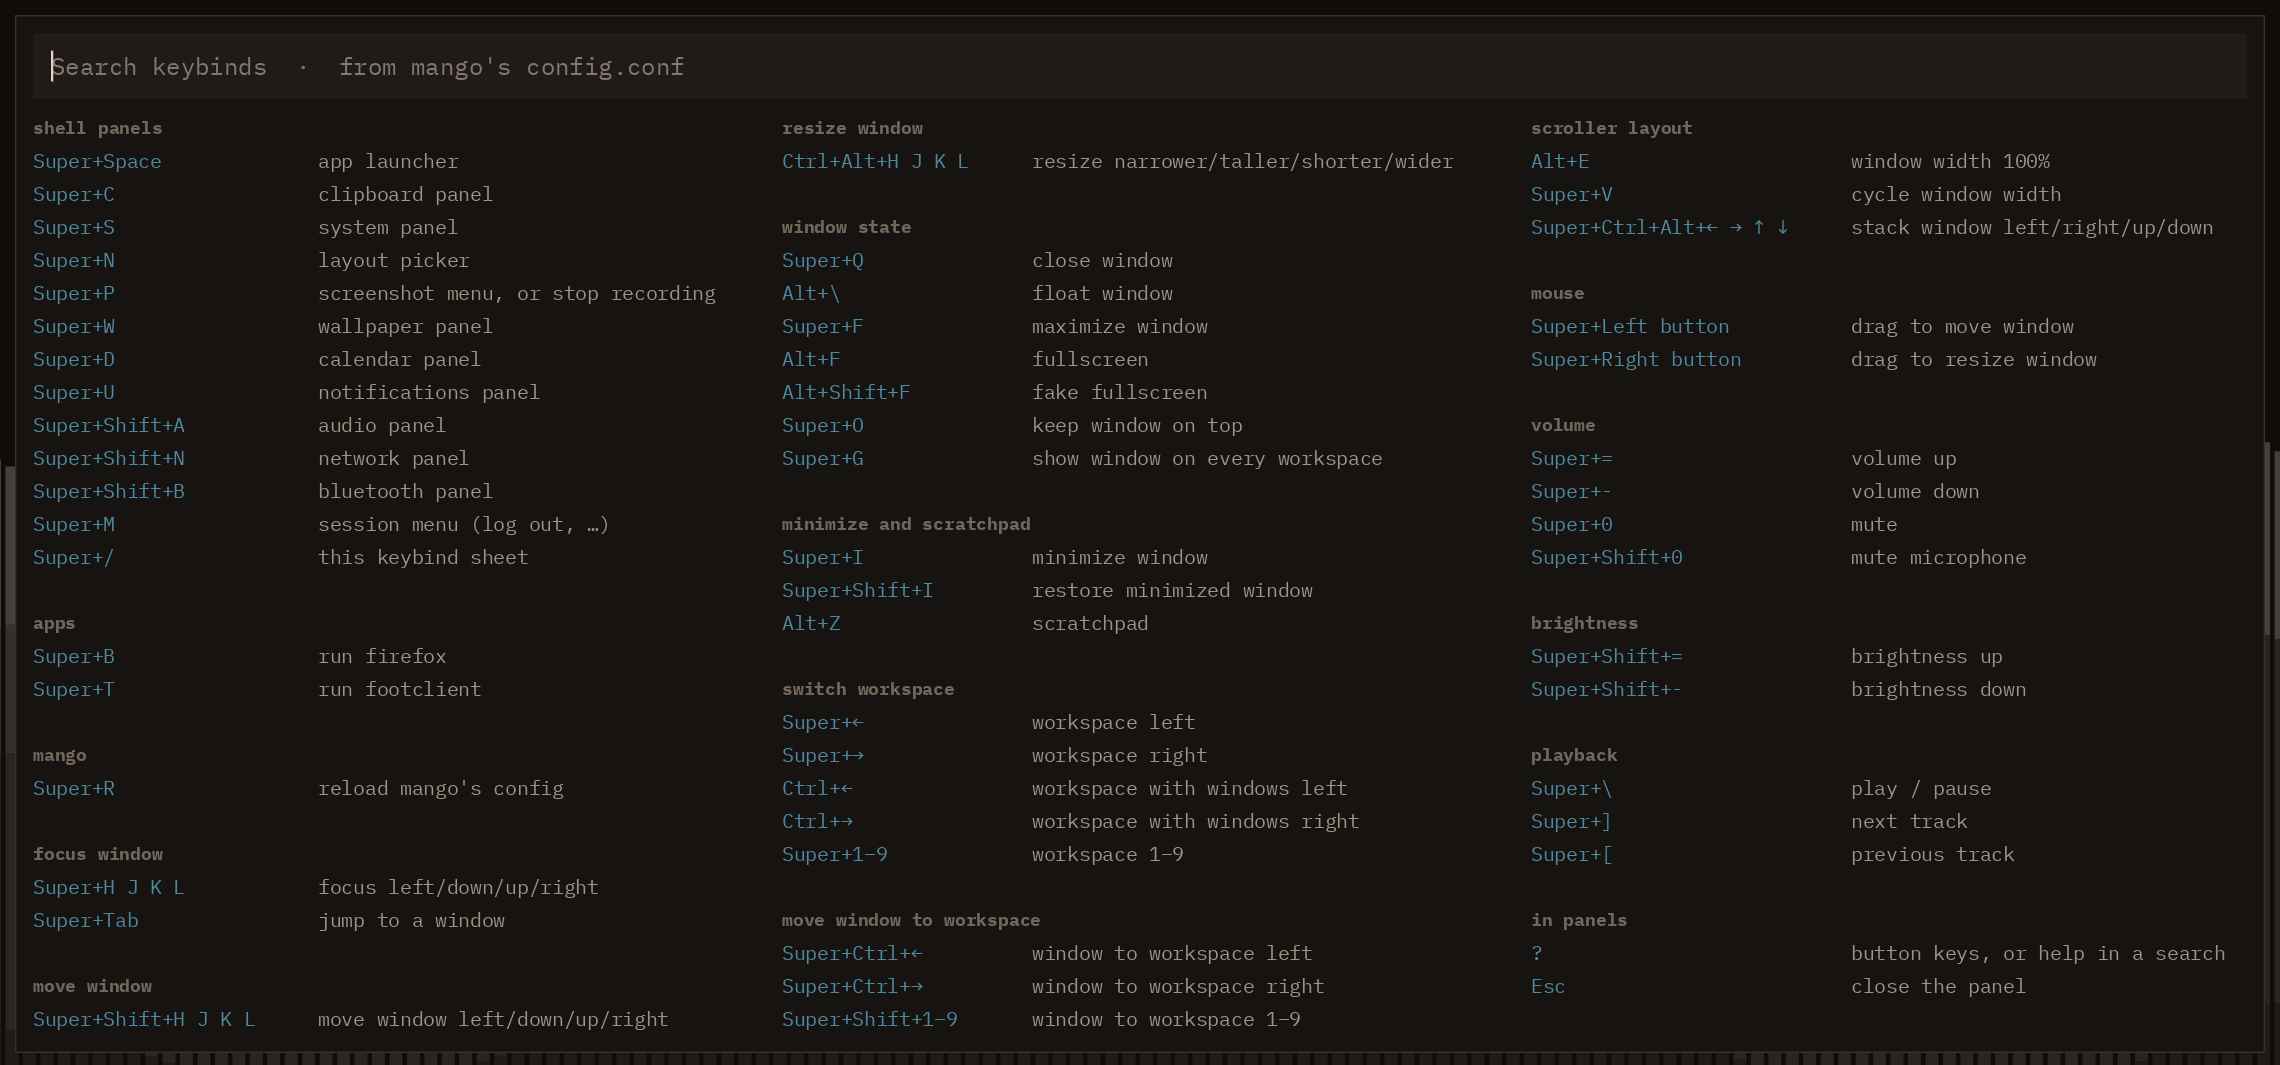 Search keybinds · from mango's config.conf
shell panels
Super+Space app launcher
Super+C clipboard panel
Super+S system panel
Super+N layout picker
Super+P screenshot menu, or stop recording
Super+W wallpaper panel
Super+D calendar panel
Super+U notifications panel
Super+Shift+A audio panel
Super+Shift+N network panel
Super+Shift+B bluetooth panel
Super+M session menu (log out, …)
Super+/ this keybind sheet
apps
Super+B run firefox
Super+T run footclient
mango
Super+R reload mango's config
focus window
Super+H J K L focus left/down/up/right
Super+Tab jump to a window
move window
Super+Shift+H J K L move window left/down/up/right
resize window
Ctrl+Alt+H J K L resize narrower/taller/shorter/wider
window state
Super+Q close window
Alt+\ float window
Super+F maximize window
Alt+F fullscreen
Alt+Shift+F fake fullscreen
Super+O keep window on top
Super+G show window on every workspace
minimize and scratchpad
Super+I minimize window
Super+Shift+I restore minimized window
Alt+Z scratchpad
switch workspace
Super+← workspace left
Super+→ workspace right
Ctrl+← workspace with windows left
Ctrl+→ workspace with windows right
Super+1–9 workspace 1–9
move window to workspace
Super+Ctrl+← window to workspace left
Super+Ctrl+→ window to workspace right
Super+Shift+1–9 window to workspace 1–9
scroller layout
Alt+E window width 100%
Super+V cycle window width
Super+Ctrl+Alt+← → ↑ ↓ stack window left/right/up/down
mouse
Super+Left button drag to move window
Super+Right button drag to resize window
volume
Super+= volume up
Super+- volume down
Super+0 mute
Super+Shift+0 mute microphone
brightness
Super+Shift+= brightness up
Super+Shift+- brightness down
playback
Super+\ play / pause
Super+] next track
Super+[ previous track
in panels
? button keys, or help in a search
Esc close the panel